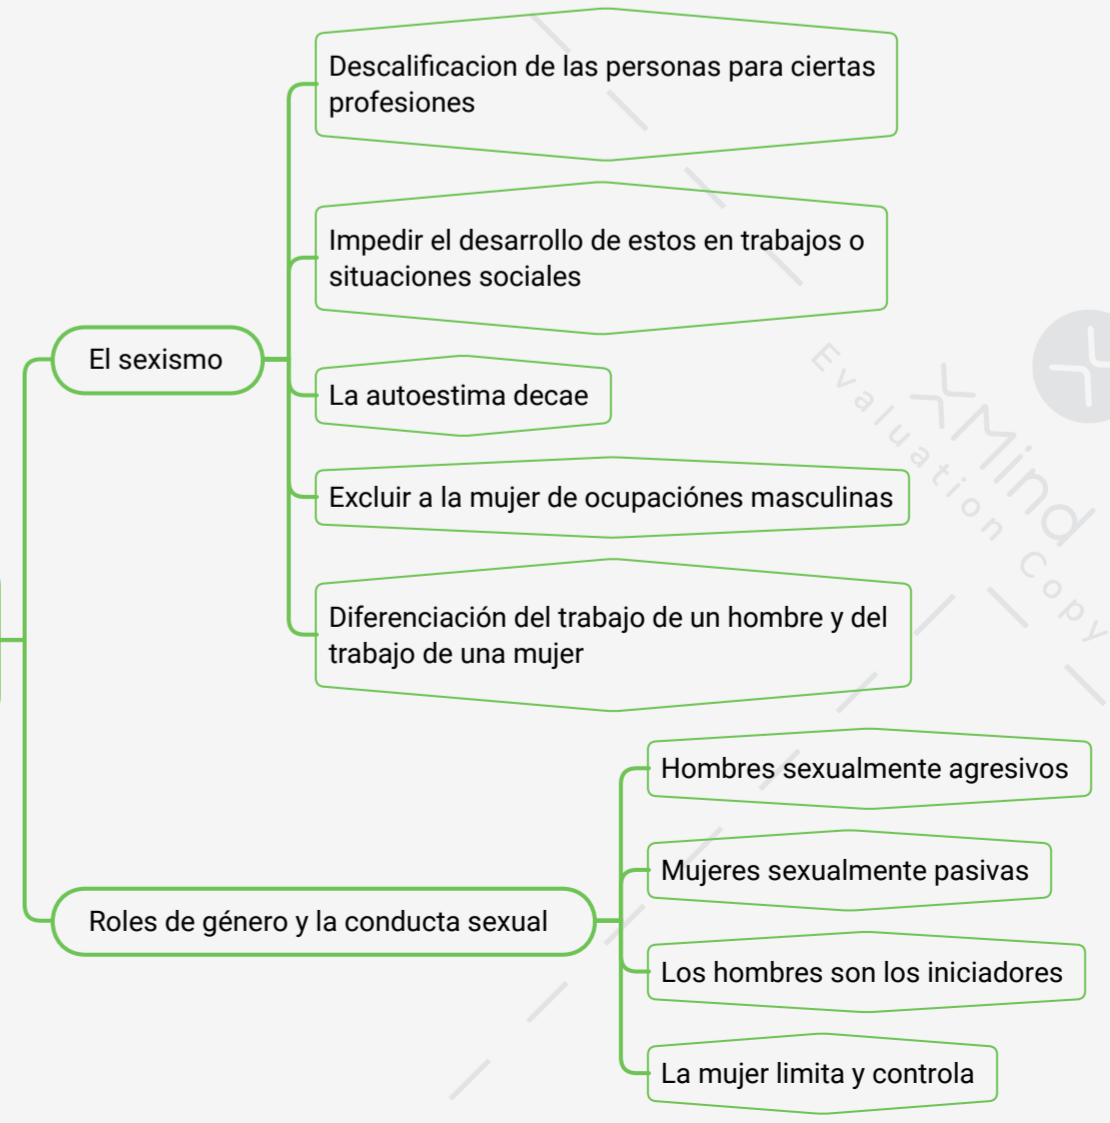 Descalificacion de las personas para ciertas
profesiones
Impedir el desarrollo de estos en trabajos o
situaciones sociales
El sexismo
La autoestima decae
Excluir a la mujer de ocupaciónes masculinas
Diferenciación del trabajo de un hombre y del
trabajo de una mujer
Hombres sexualmente agresivos
Mujeres sexualmente pasivas
Roles de género y la conducta sexual
Los hombres son los iniciadores
La mujer limita y controla
XMind
Evaluation Copy